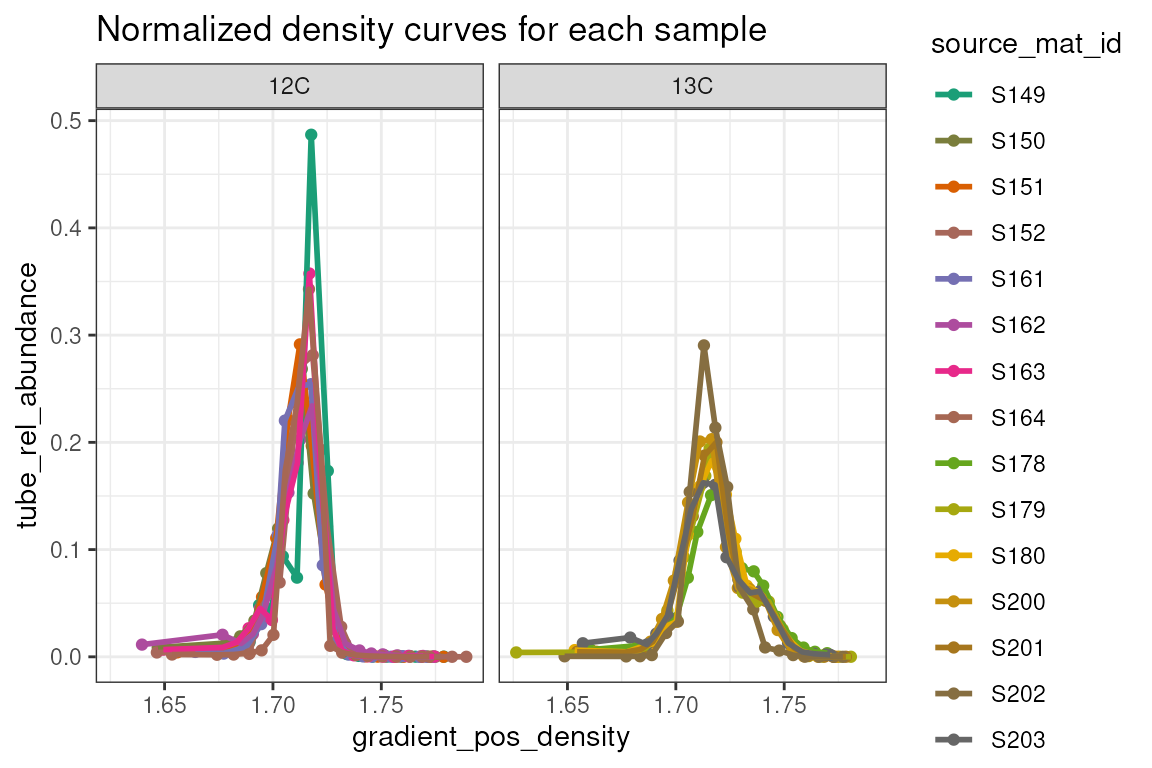 Normalized density curves for each sample
12C
13C
tube_rel_abundance
0.5
0.4
0.3
0.2
0.1
0.0
1.65
1.70
1.75
1.65
1.70
1.75
gradient_pos_density
source_mat_id
S149
S150
S151
S152
S161
S162
S163
S164
S178
S179
S180
S200
S201
S202
S203